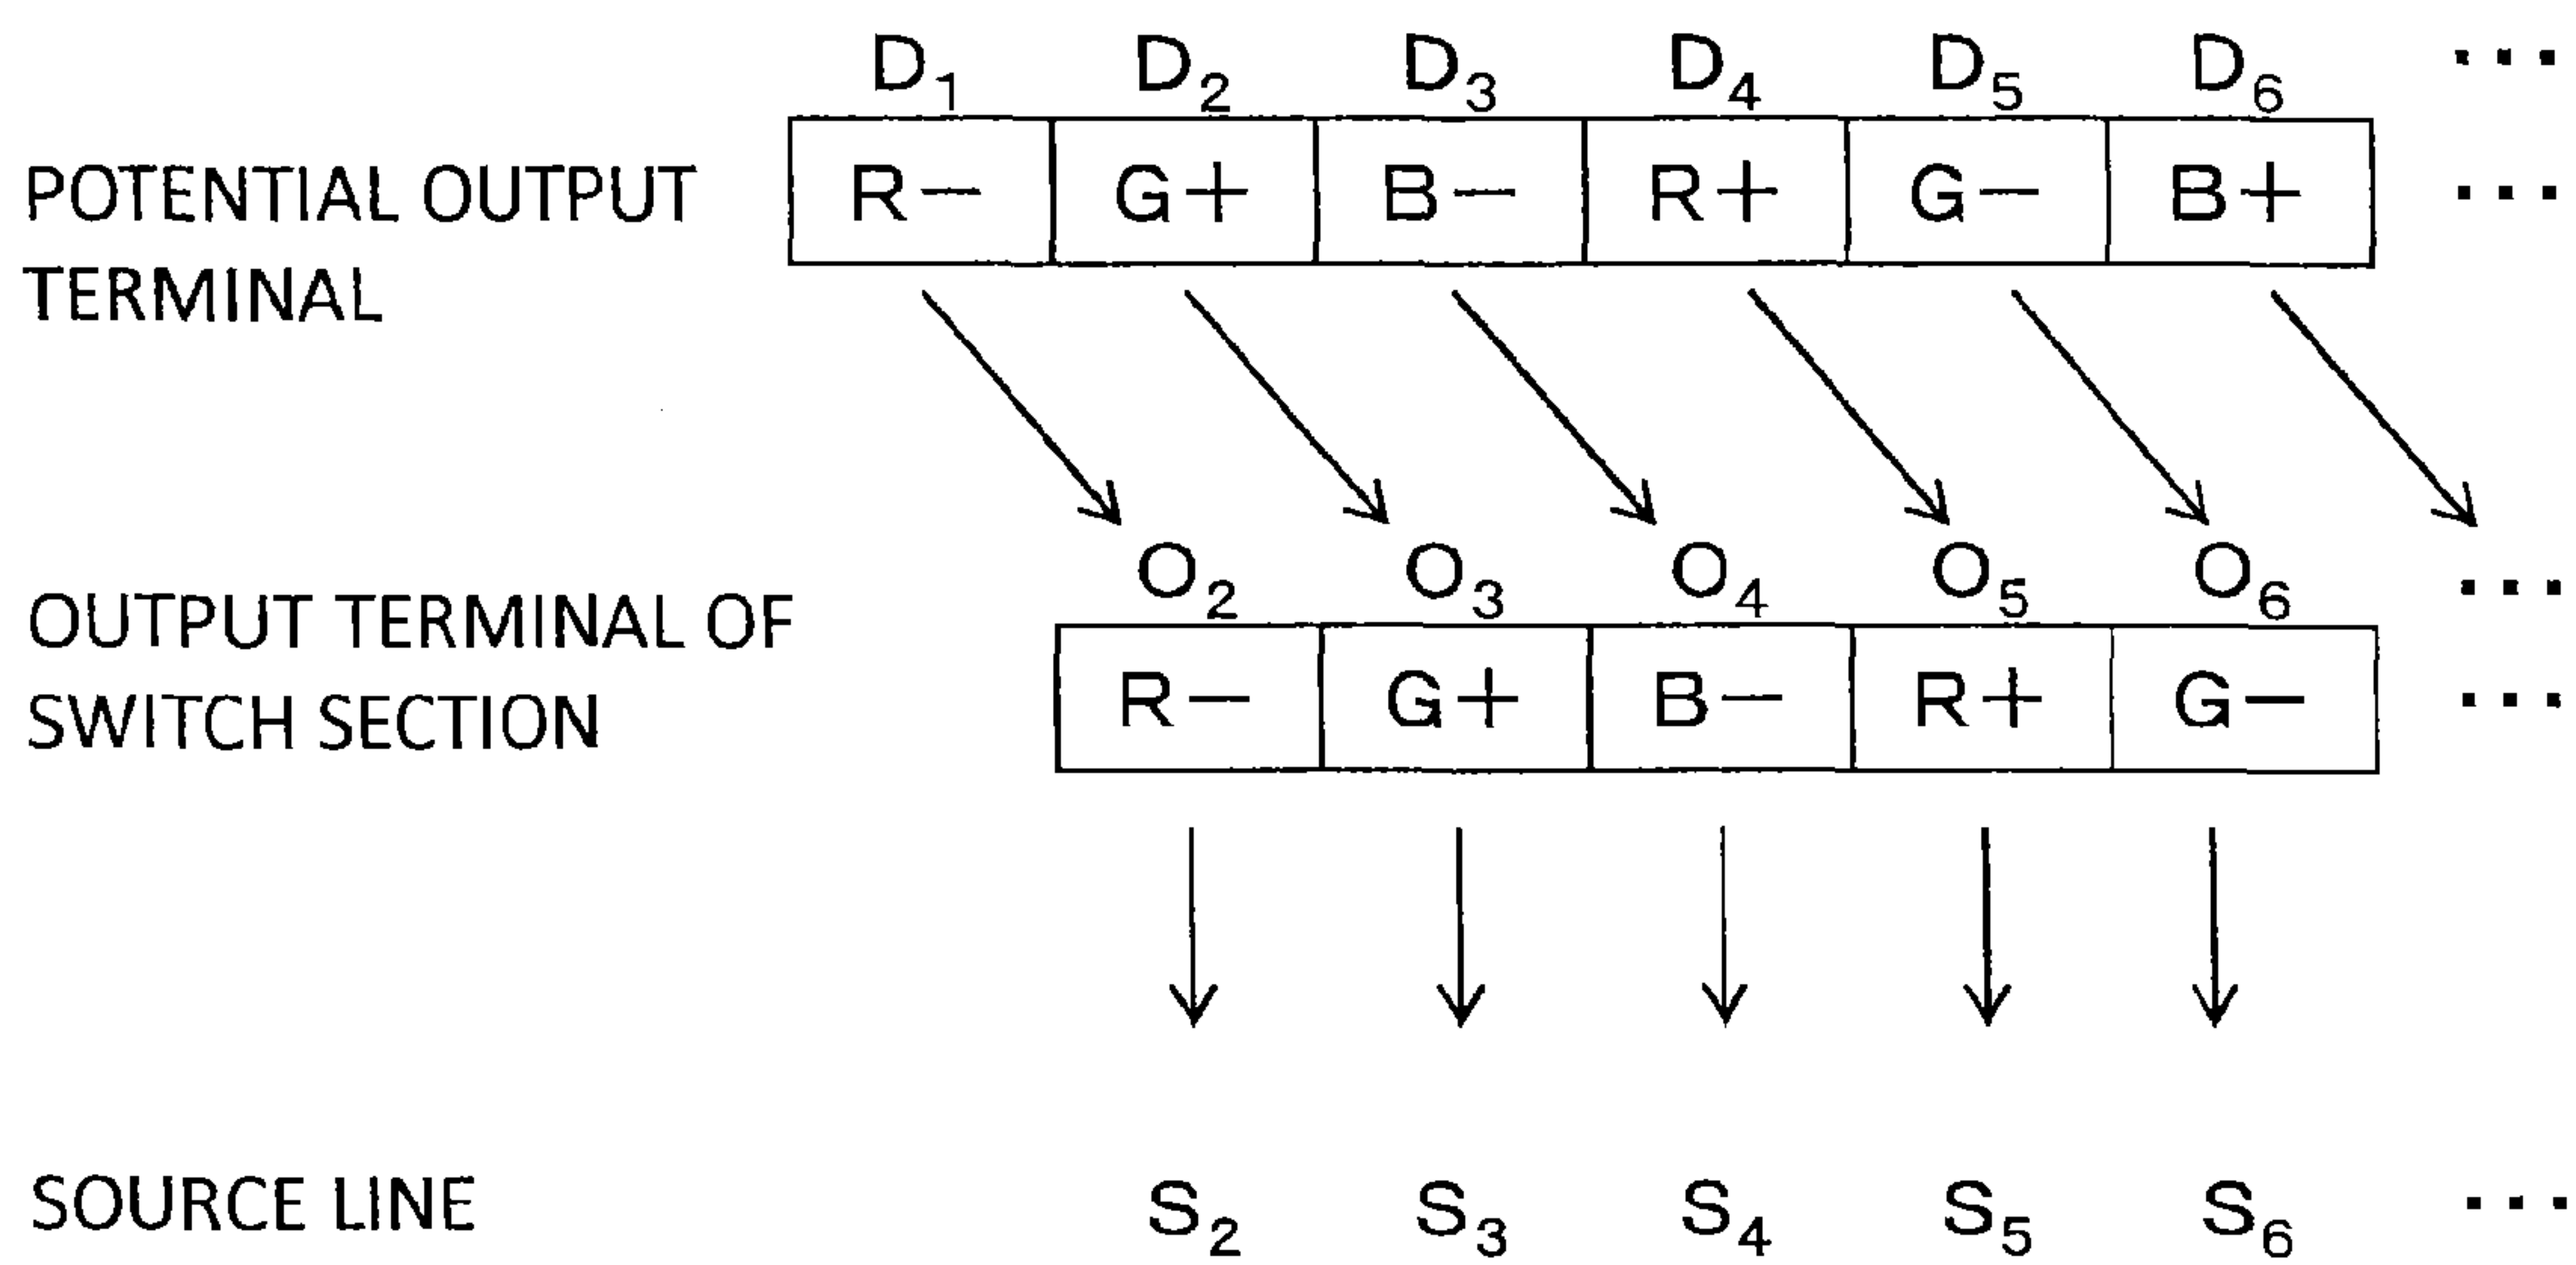 D1 D2 D3 D4 D5 D6 ...
POTENTIAL OUTPUT TERMINAL
R− G+ B− R+ G− B+ ...
O2 O3 O4 O5 O6 ...
OUTPUT TERMINAL OF SWITCH SECTION
R− G+ B− R+ G− ...
SOURCE LINE S2 S3 S4 S5 S6 ...